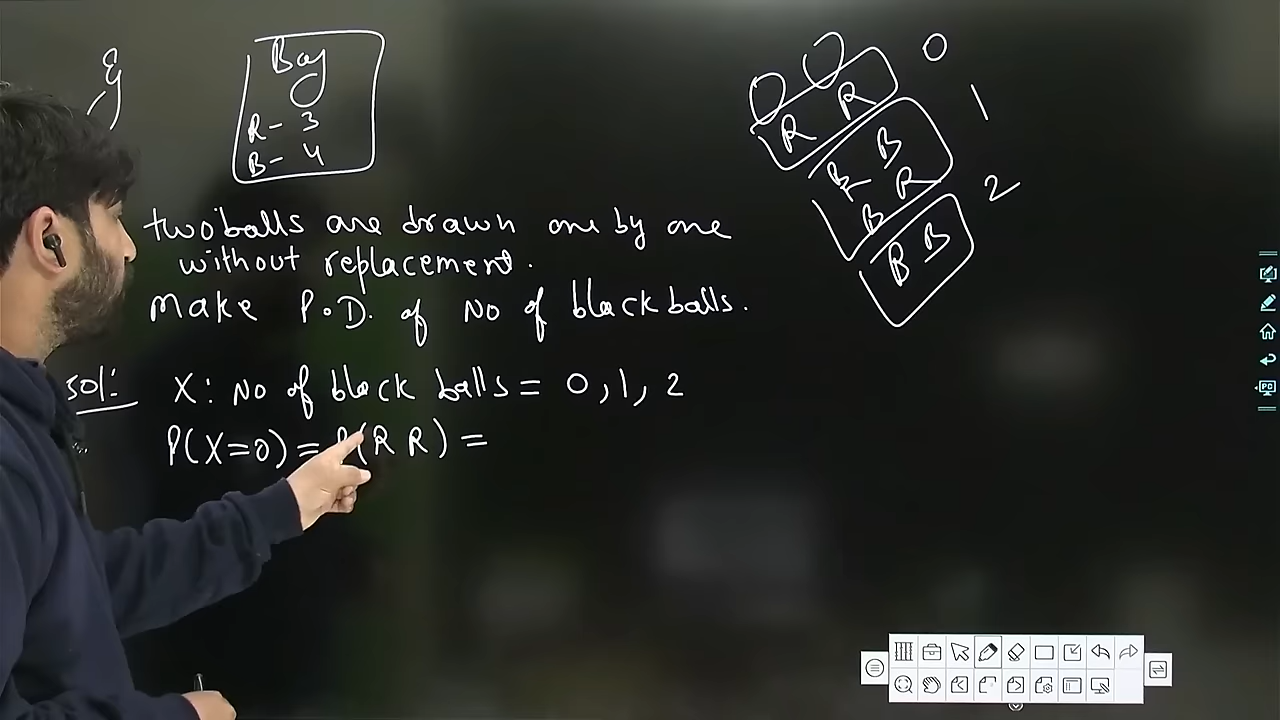 Eg
Bag
R - 3
B - 4
two balls are drawn one by one
without replacement.
Make P.D. of No of black balls.
Sol:
X : No of black balls = 0, 1, 2
P(X=0) = P(R R) =
R R 0
R B 1
B R
B B 2